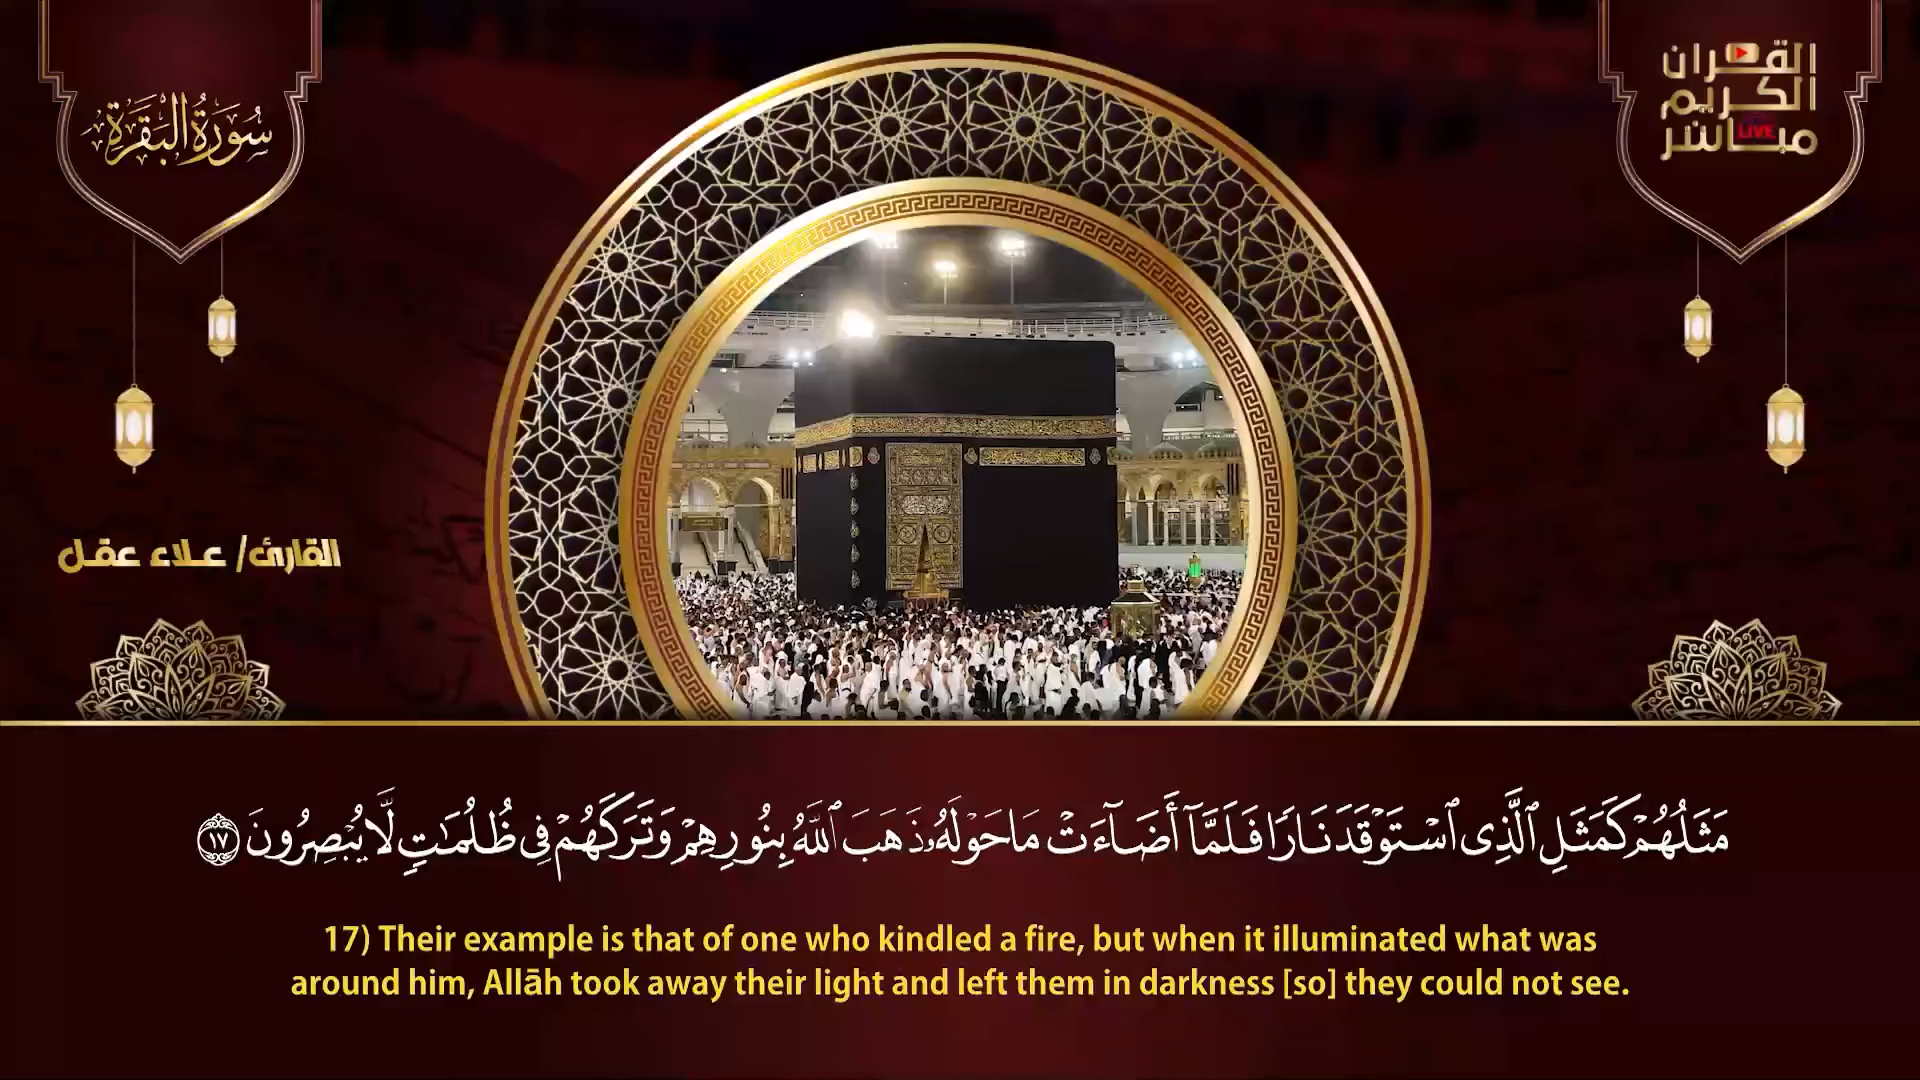 سُورَةُ البَقَرَةِ
القرآن
الكريم
مباشر
LIVE
القارئ/ علاء عقل
مَثَلُهُمْ كَمَثَلِ ٱلَّذِى ٱسْتَوْقَدَ نَارًا فَلَمَّآ أَضَآءَتْ مَا حَوْلَهُۥ ذَهَبَ ٱللَّهُ بِنُورِهِمْ وَتَرَكَهُمْ فِى ظُلُمَـٰتٍ لَّا يُبْصِرُونَ ١٧
17) Their example is that of one who kindled a fire, but when it illuminated what was
around him, Allāh took away their light and left them in darkness [so] they could not see.